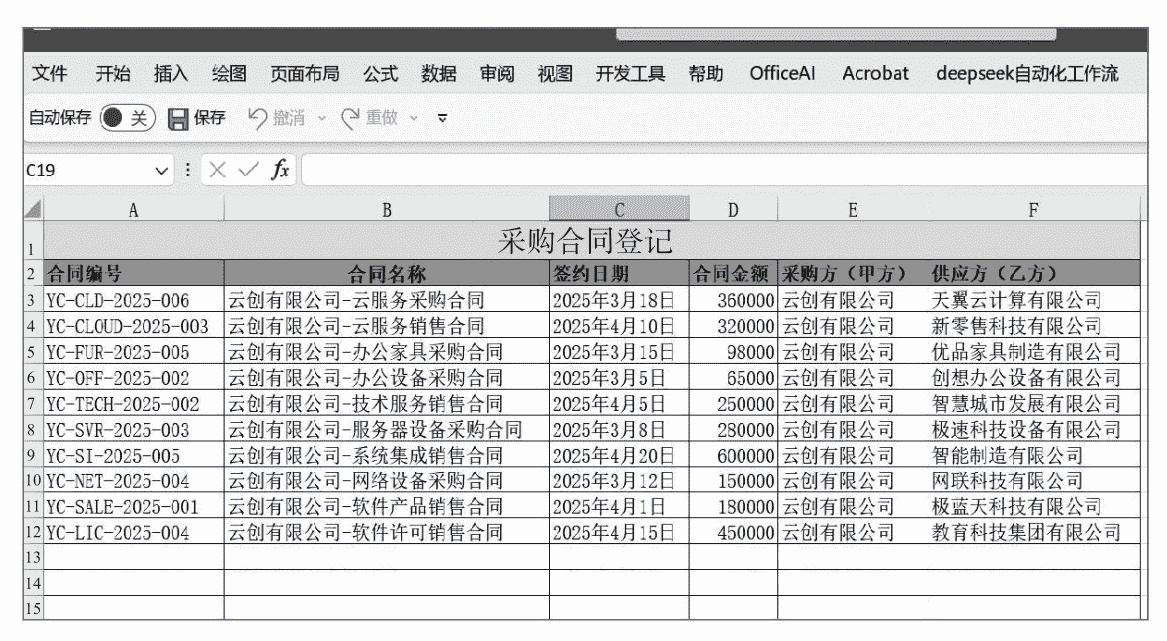 文件 开始 插入 绘图 页面布局 公式 数据 审阅 视图 开发工具 帮助 OfficeAI Acrobat deepseek自动化工作流
自动保存 关 保存 撤消 重做
C19 fx
A B C D E F
1 采购合同登记
2 合同编号 合同名称 签约日期 合同金额 采购方（甲方） 供应方（乙方）
3 YC-CLD-2025-006 云创有限公司-云服务采购合同 2025年3月18日 360000 云创有限公司 天翼云计算有限公司
4 YC-CLOUD-2025-003 云创有限公司-云服务销售合同 2025年4月10日 320000 云创有限公司 新零售科技有限公司
5 YC-FUR-2025-005 云创有限公司-办公家具采购合同 2025年3月15日 98000 云创有限公司 优品家具制造有限公司
6 YC-OFF-2025-002 云创有限公司-办公设备采购合同 2025年3月5日 65000 云创有限公司 创想办公设备有限公司
7 YC-TECH-2025-002 云创有限公司-技术服务销售合同 2025年4月5日 250000 云创有限公司 智慧城市发展有限公司
8 YC-SVR-2025-003 云创有限公司-服务器设备采购合同 2025年3月8日 280000 云创有限公司 极速科技设备有限公司
9 YC-SI-2025-005 云创有限公司-系统集成销售合同 2025年4月20日 600000 云创有限公司 智能制造有限公司
10 YC-NET-2025-004 云创有限公司-网络设备采购合同 2025年3月12日 150000 云创有限公司 网联科技有限公司
11 YC-SALE-2025-001 云创有限公司-软件产品销售合同 2025年4月1日 180000 云创有限公司 极蓝天科技有限公司
12 YC-LIC-2025-004 云创有限公司-软件许可销售合同 2025年4月15日 450000 云创有限公司 教育科技集团有限公司
13
14
15